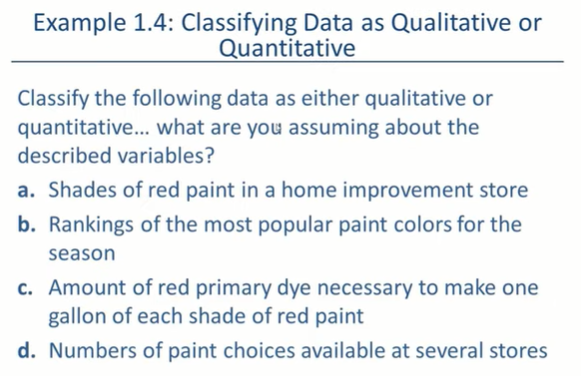 Example 1.4: Classifying Data as Qualitative or
Quantitative
Classify the following data as either qualitative or
quantitative... what are you assuming about the
described variables?
a. Shades of red paint in a home improvement store
b. Rankings of the most popular paint colors for the
season
c. Amount of red primary dye necessary to make one
gallon of each shade of red paint
d. Numbers of paint choices available at several stores